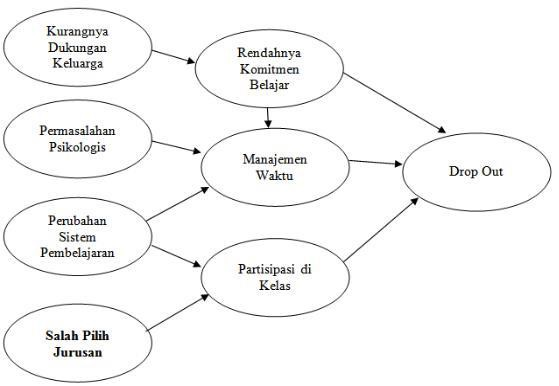 Kurangnya
Dukungan
Keluarga
Rendahnya
Komitmen
Belajar
Permasalahan
Psikologis
Manajemen
Waktu
Drop Out
Perubahan
Sistem
Pembelajaran
Partisipasi di
Kelas
Salah Pilih
Jurusan